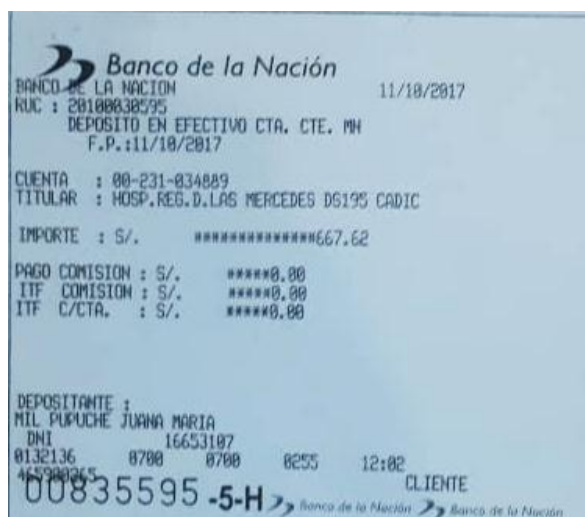 Banco de la Nación
BANCO DE LA NACION 11/10/2017
RUC : 20100030595
DEPOSITO EN EFECTIVO CTA. CTE. MN
F.P.:11/10/2017
CUENTA : 00-231-034889
TITULAR : HOSP.REG.D.LAS MERCEDES DG195 CADIC
IMPORTE : S/. **************667.62
PAGO COMISION : S/. *****0.00
ITF COMISION : S/. *****0.00
ITF C/CTA. : S/. *****0.00
DEPOSITANTE :
MIL PUPUCHE JUANA MARIA
DNI 16653107
0132136 0700 0700 0255 12:02
CLIENTE
00835595 -5-H Banco de la Nación Banco de la Nación